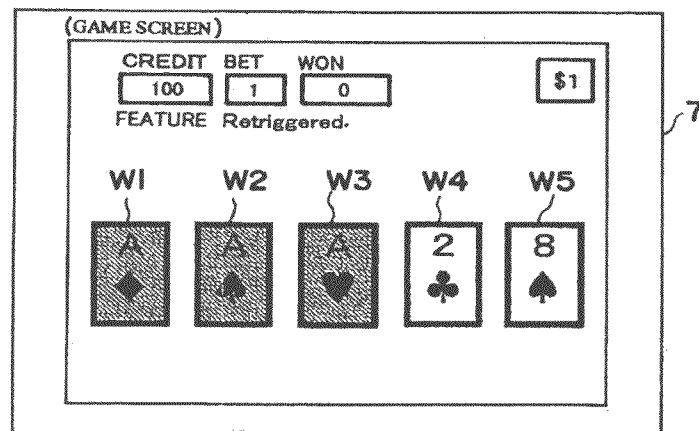 (GAME SCREEN)
CREDIT BET WON
100 1 0 $1
FEATURE Retriggered.
7
W1 W2 W3 W4 W5
A A A 2 8